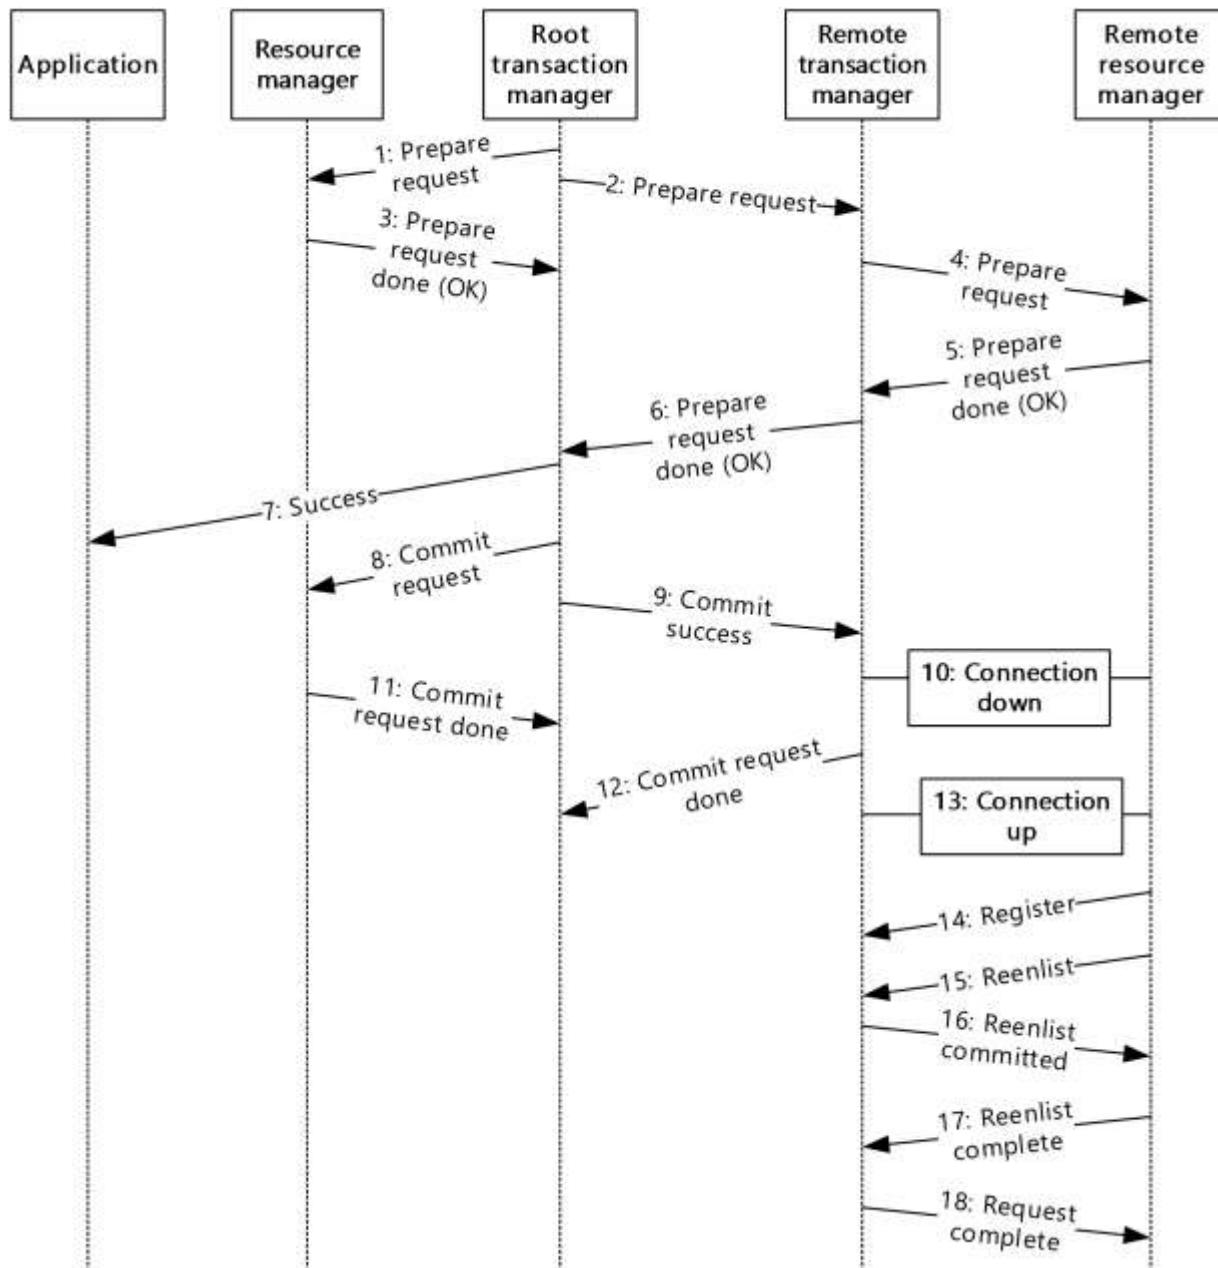 Application
Resource
manager
Root
transaction
manager
Remote
transaction
manager
Remote
resource
manager
1: Prepare
request
2: Prepare request
3: Prepare
request
done (OK)
4: Prepare
request
5: Prepare
request
done (OK)
6: Prepare
request
done (OK)
7: Success
8: Commit
request
9: Commit
success
10: Connection
down
11: Commit
request done
12: Commit request
done
13: Connection
up
14: Register
15: Reenlist
16: Reenlist
committed
17: Reenlist
complete
18: Request
complete